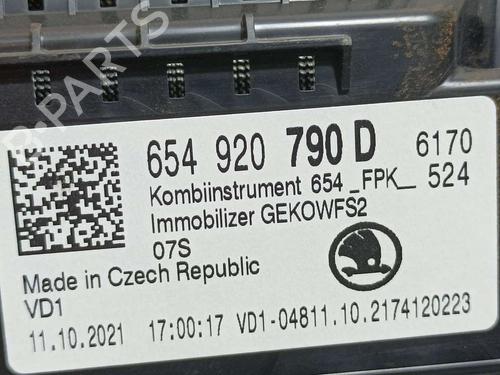 B-PARTS
654 920 790 D 6170
Kombiinstrument 654 _FPK_ 524
Immobilizer GEKOWFS2
07S
Made in Czech Republic
VD1
11.10.2021 17:00:17 VD1-04811.10.2174120223